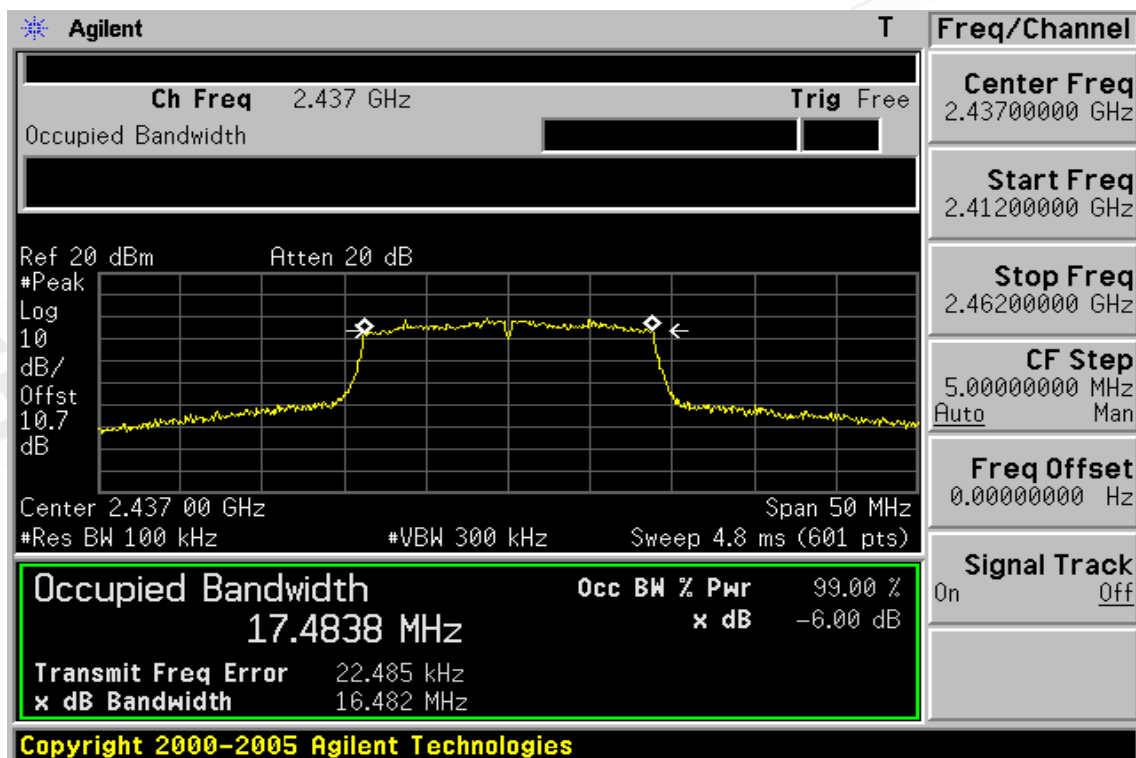 Agilent T
Ch Freq 2.437 GHz Trig Free
Occupied Bandwidth
Ref 20 dBm Atten 20 dB
#Peak
Log
10
dB/
Offst
10.7
dB
Center 2.437 00 GHz Span 50 MHz
#Res BW 100 kHz #VBW 300 kHz Sweep 4.8 ms (601 pts)
Occupied Bandwidth
17.4838 MHz
Occ BW % Pwr 99.00 %
x dB -6.00 dB
Transmit Freq Error 22.485 kHz
x dB Bandwidth 16.482 MHz
Copyright 2000-2005 Agilent Technologies
Freq/Channel
Center Freq
2.43700000 GHz
Start Freq
2.41200000 GHz
Stop Freq
2.46200000 GHz
CF Step
5.00000000 MHz
Auto Man
Freq Offset
0.00000000 Hz
Signal Track
On Off